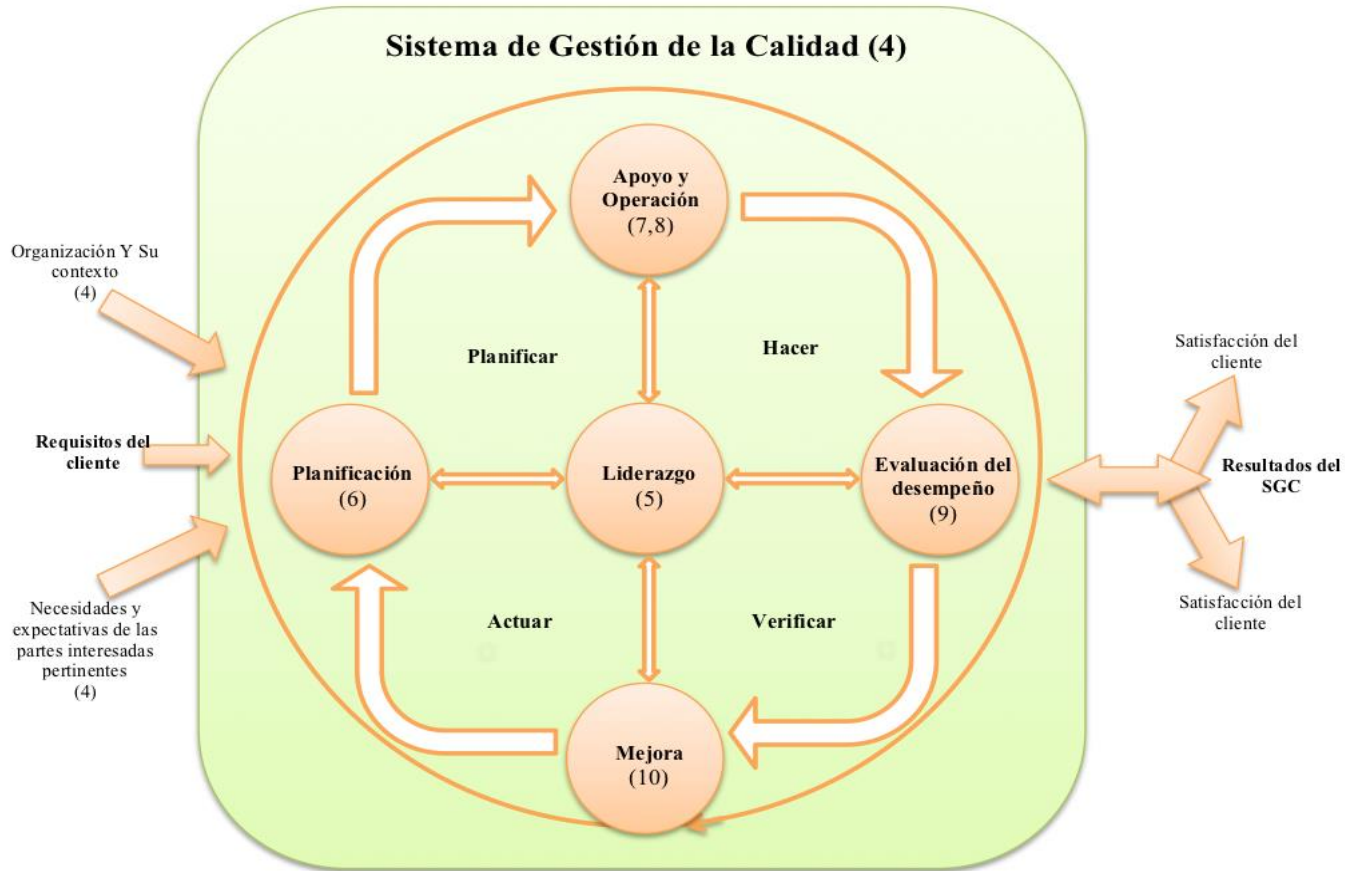 Sistema de Gestión de la Calidad (4)
Apoyo y
Operación
(7,8)
Organización Y Su
contexto
(4)
Planificar
Hacer
Satisfacción del
cliente
Requisitos del
cliente
Planificación
(6)
Liderazgo
(5)
Evaluación del
desempeño
(9)
Resultados del
SGC
Necesidades y
expectativas de las
partes interesadas
pertinentes
(4)
Actuar
Verificar
Satisfacción del
cliente
Mejora
(10)